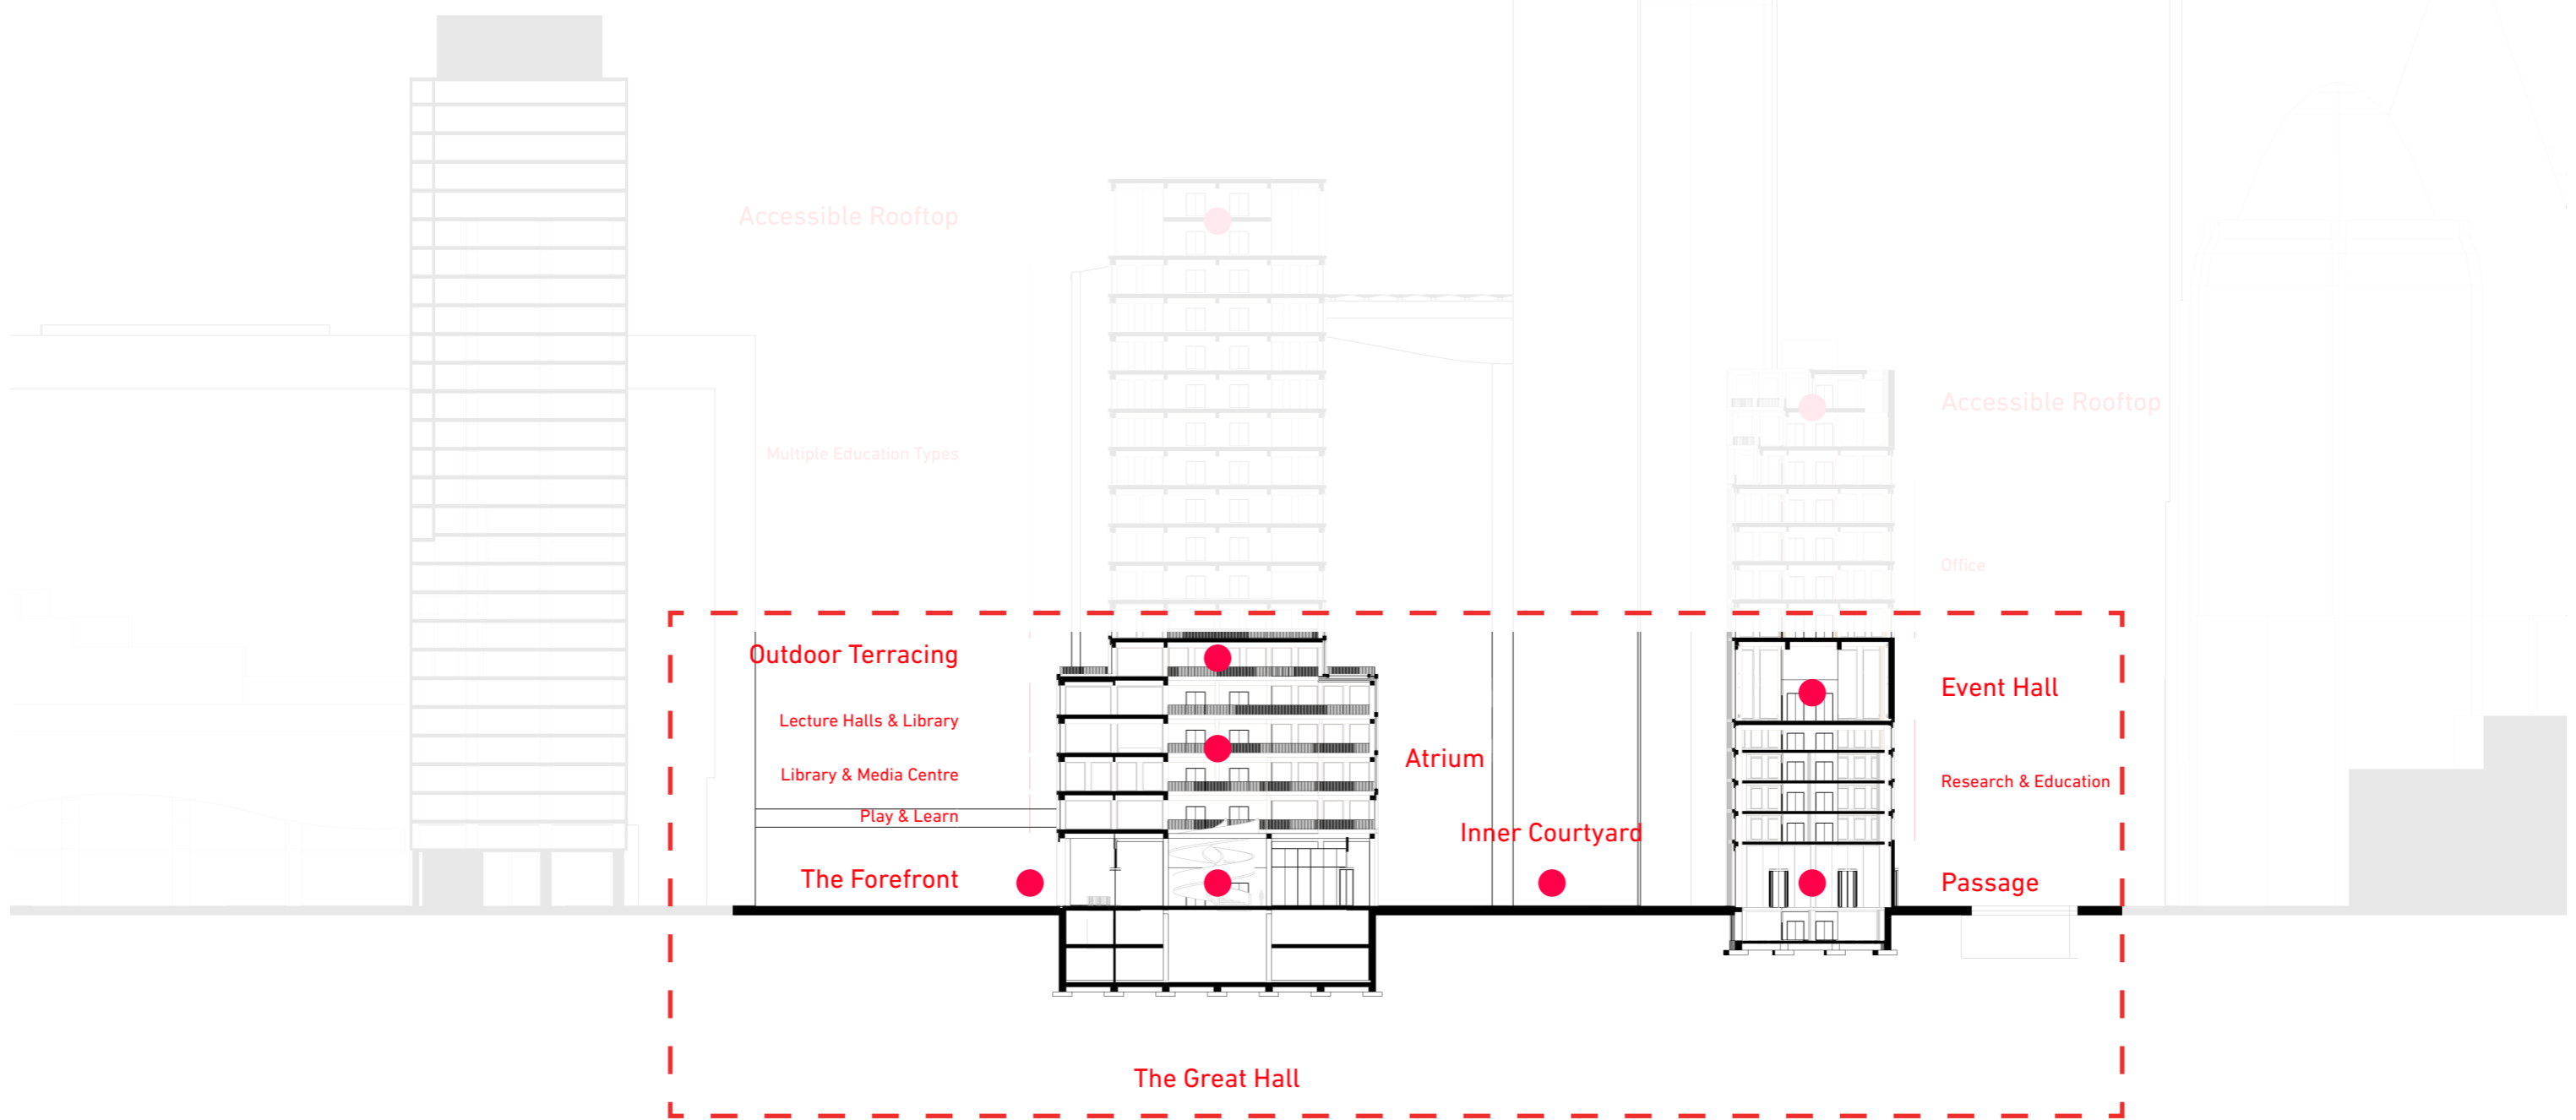 Accessible Rooftop
Accessible Rooftop
Multiple Education Types
Office
Outdoor Terracing
Event Hall
Lecture Halls & Library
Atrium
Library & Media Centre
Research & Education
Play & Learn
Inner Courtyard
The Forefront
Passage
The Great Hall